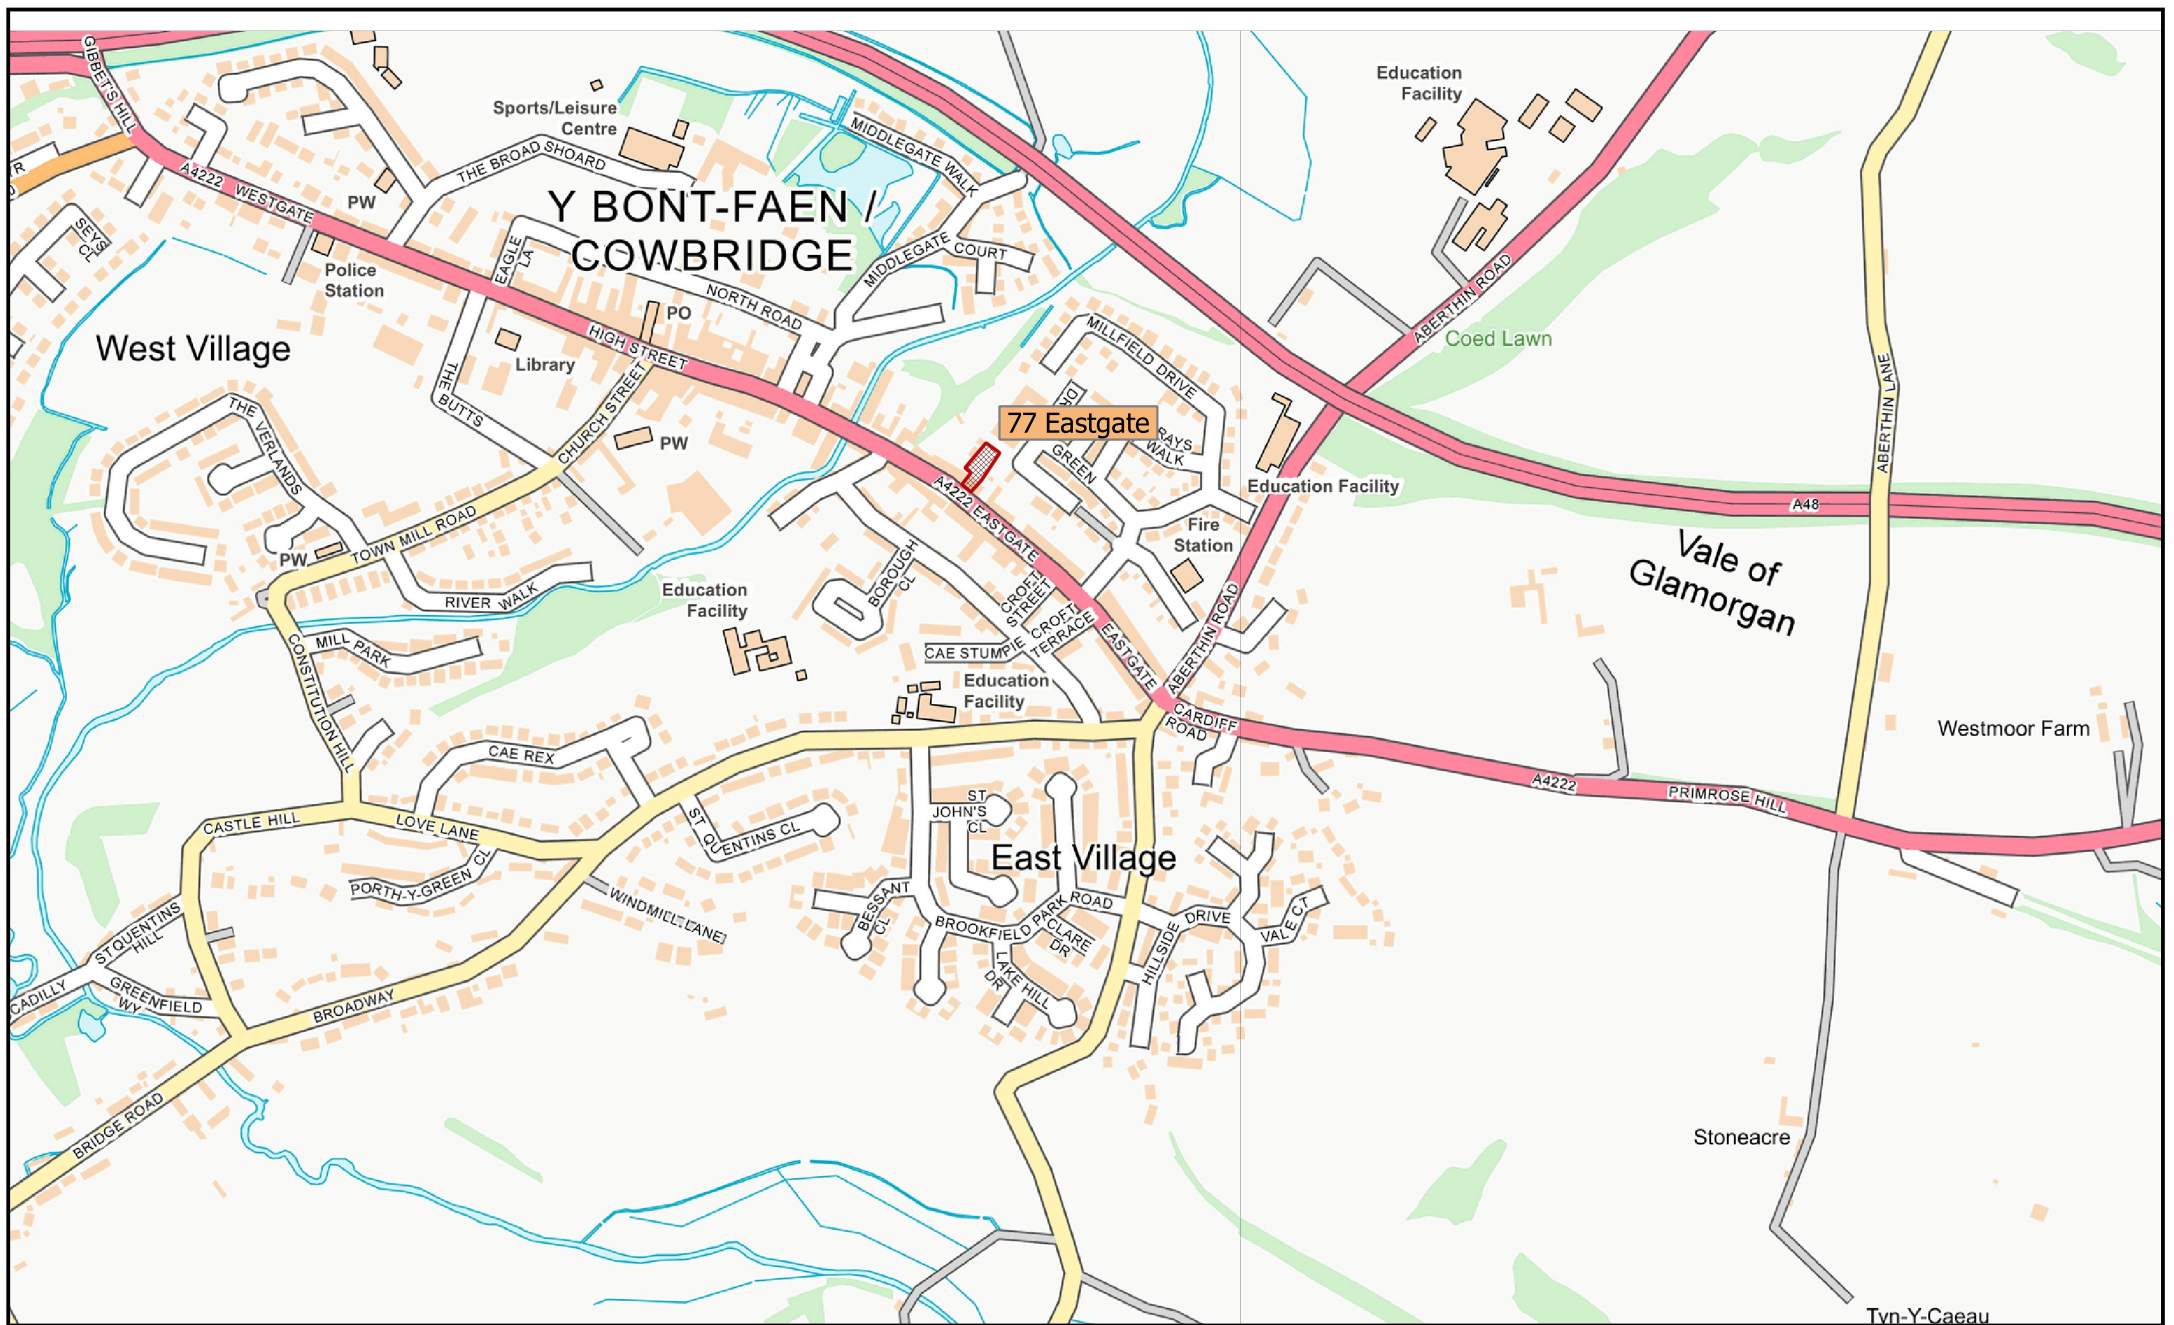 GIBBET'S HILL
A4222
WESTGATE
THE BROAD SHOARD
Sports/Leisure
Centre
MIDDLEGATE WALK
Education
Facility
PW
SEYS
CL
Police
Station
Y BONT-FAEN /
COWBRIDGE
EAGLE
LA
MIDDLEGATE
COURT
NORTH ROAD
PO
HIGH STREET
Library
West Village
THE
BUTTS
CHURCH STREET
PW
MILLFIELD DRIVE
ABERTHIN ROAD
Coed Lawn
ABERTHIN LANE
77 Eastgate
WALK
GREEN
Education Facility
A48
THE
VERLANDS
A4222
EASTGATE
Fire
Station
Vale of
Glamorgan
PW
TOWN MILL ROAD
RIVER WALK
Education
Facility
BOROUGH
CL
CROFT
STREET
CROFT
TERRACE
CAE STUMPIE
EASTGATE
ABERTHIN ROAD
MILL PARK
CONSTITUTION HILL
Education
Facility
CARDIFF
ROAD
Westmoor Farm
CAE REX
A4222
PRIMROSE HILL
CASTLE HILL
LOVE LANE
ST QUENTINS CL
ST
JOHN'S
CL
East Village
PORTH-Y-GREEN CL
WINDMILL LANE
BESSANT
CL
BROOKFIELD PARK ROAD
CLARE
DR
LAKE HILL
DR
HILLSIDE DRIVE
VALE CT
ST QUENTINS
HILL
GREENFIELD
WY
BROADWAY
BRIDGE ROAD
Stoneacre
Tyn-Y-Caeau